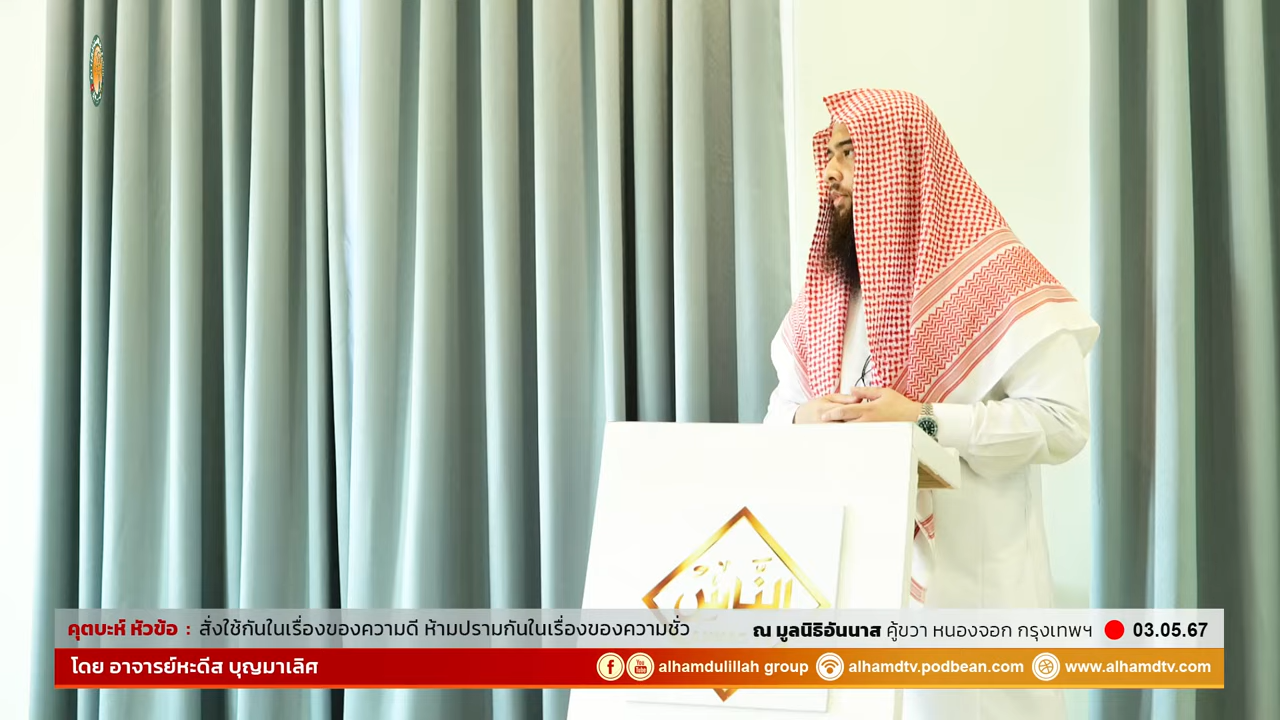 النَّاسْ
คุตบะห์ หัวข้อ : สั่งใช้กันในเรื่องของความดี ห้ามปรามกันในเรื่องของความชั่ว
ณ มูลนิธิอันนาส คู้ขวา หนองจอก กรุงเทพฯ 03.05.67
โดย อาจารย์หะดีส บุญมาเลิศ
alhamdulillah group alhamdtv.podbean.com www.alhamdtv.com